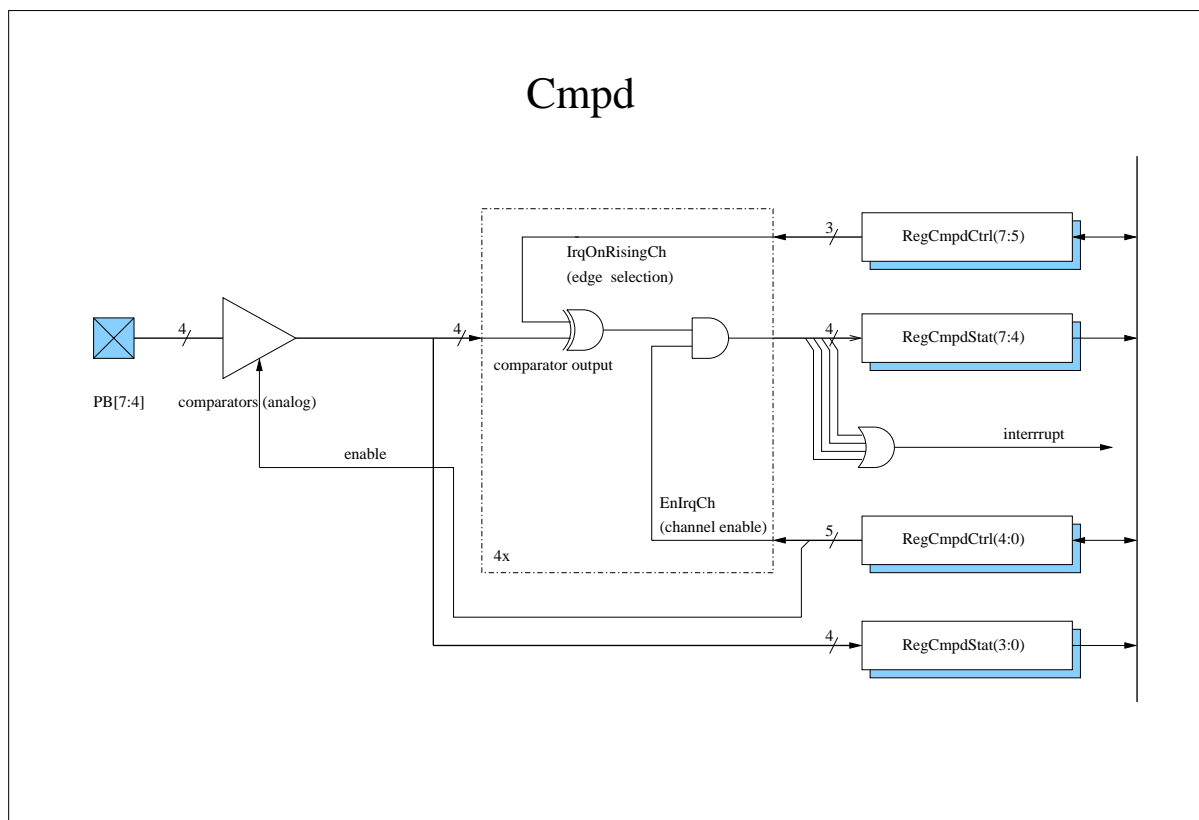 Cmpd
3
RegCmpdCtrl(7:5)
IrqOnRisingCh
(edge selection)
4
4
4
RegCmpdStat(7:4)
comparator output
PB[7:4]
comparators (analog)
interrrupt
enable
EnIrqCh
(channel enable)
5
RegCmpdCtrl(4:0)
4x
4
RegCmpdStat(3:0)